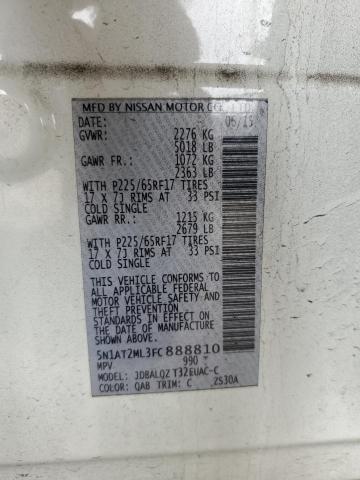 MFD BY NISSAN MOTOR CO., LTD.
DATE: 06/15
GVWR: 2276 KG
5018 LB
GAWR FR: 1072 KG
2363 LB
WITH P225/65RF17 TIRES
17 X 7J RIMS AT 33 PSI
COLD SINGLE
GAWR RR: 1215 KG
2679 LB
WITH P225/65RF17 TIRES
17 X 7J RIMS AT 33 PSI
COLD SINGLE
THIS VEHICLE CONFORMS TO
ALL APPLICABLE FEDERAL
MOTOR VEHICLE SAFETY
THEFT PREVENTION
STANDARDS IN EFFECT ON
THE DATE OF MANUFACTURE
SHOWN ABOVE.
5N1AT2ML3FC888810
MPV 990
MODEL: JDBALQZ T32EUAC-C
COLOR: QAB TRIM: C ZS30A